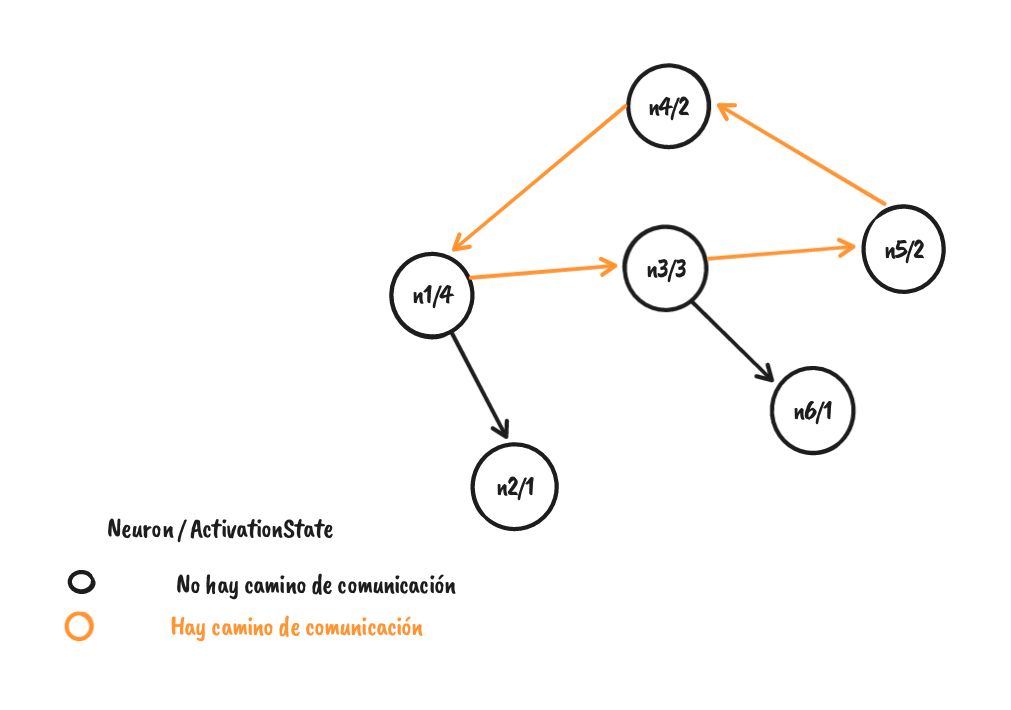 n4/2
n5/2
n3/3
n1/4
n6/1
n2/1
Neuron / ActivationState
No hay camino de comunicación
Hay camino de comunicación